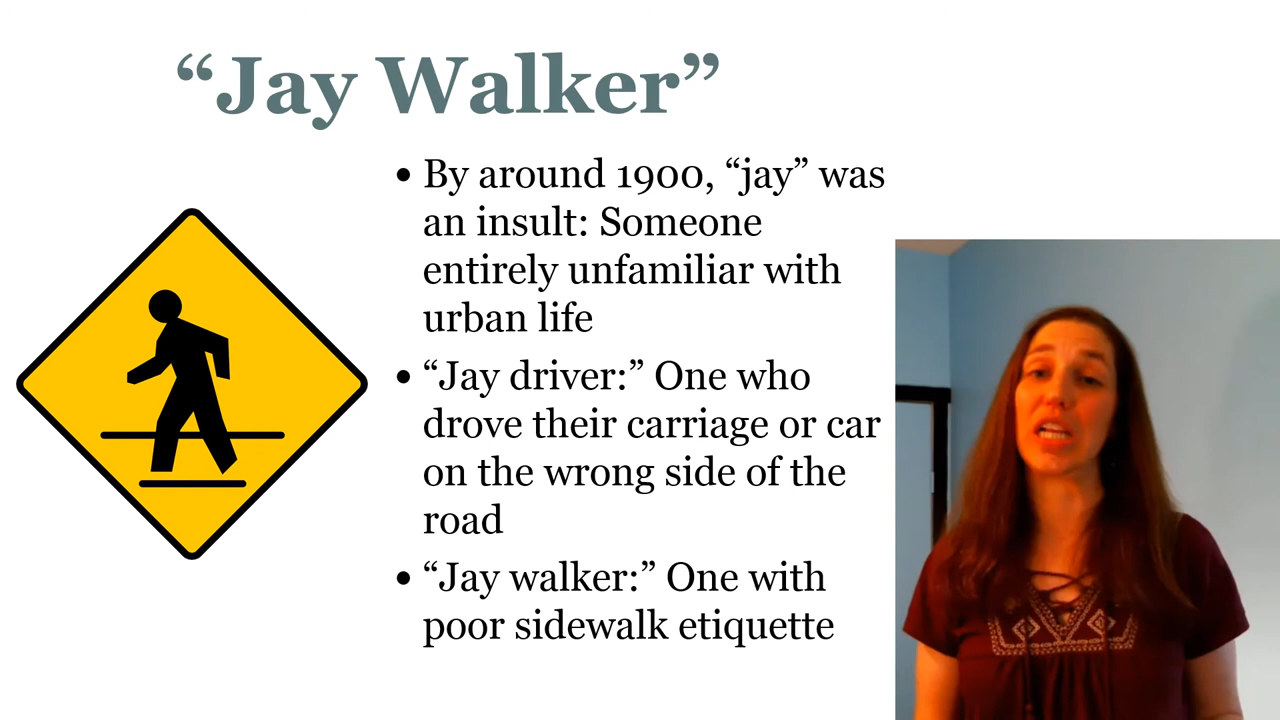 “Jay Walker”
• By around 1900, “jay” was
an insult: Someone
entirely unfamiliar with
urban life
• “Jay driver:” One who
drove their carriage or car
on the wrong side of the
road
• “Jay walker:” One with
poor sidewalk etiquette